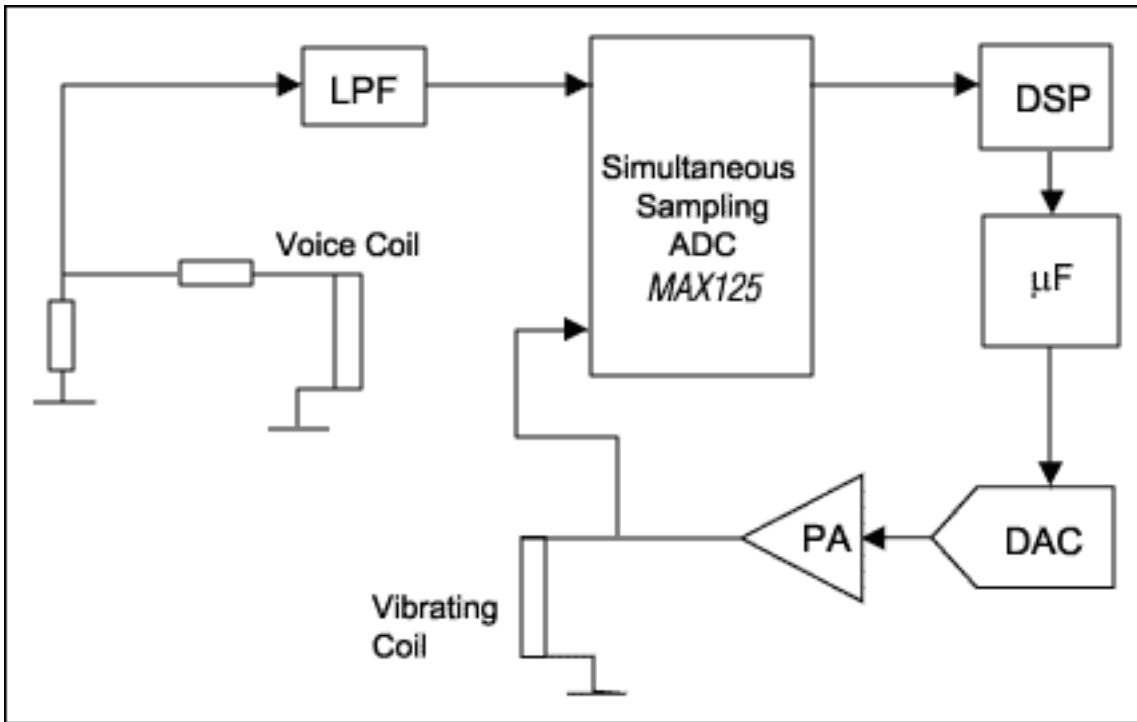 LPF
DSP
Simultaneous
Sampling
ADC
MAX125
Voice Coil
μF
PA
DAC
Vibrating
Coil